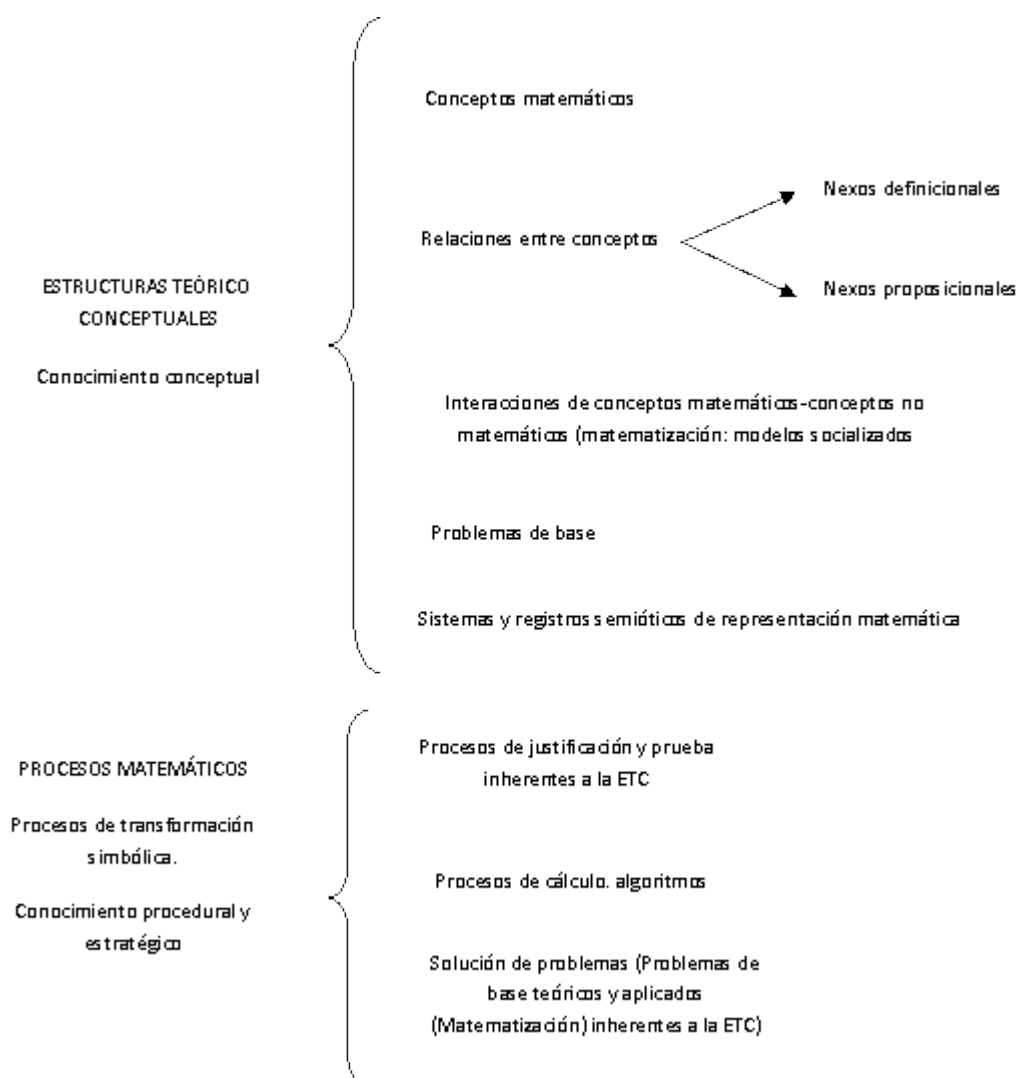 Conceptos matemáticos
Nexos definicionales
Relaciones entre conceptos
Nexos proposicionales
ESTRUCTURAS TEÓRICO
CONCEPTUALES
Conocimiento conceptual
Interacciones de conceptos matemáticos-conceptos no
matemáticos (matematización: modelos socializados
Problemas de base
Sistemas y registros semióticos de representación matemática
PROCESOS MATEMÁTICOS
Procesos de transformación
simbólica.
Conocimiento procedural y
estratégico
Procesos de justificación y prueba
inherentes a la ETC
Procesos de cálculo. algoritmos
Solución de problemas (Problemas de
base teóricos y aplicados
(Matematización) inherentes a la ETC)